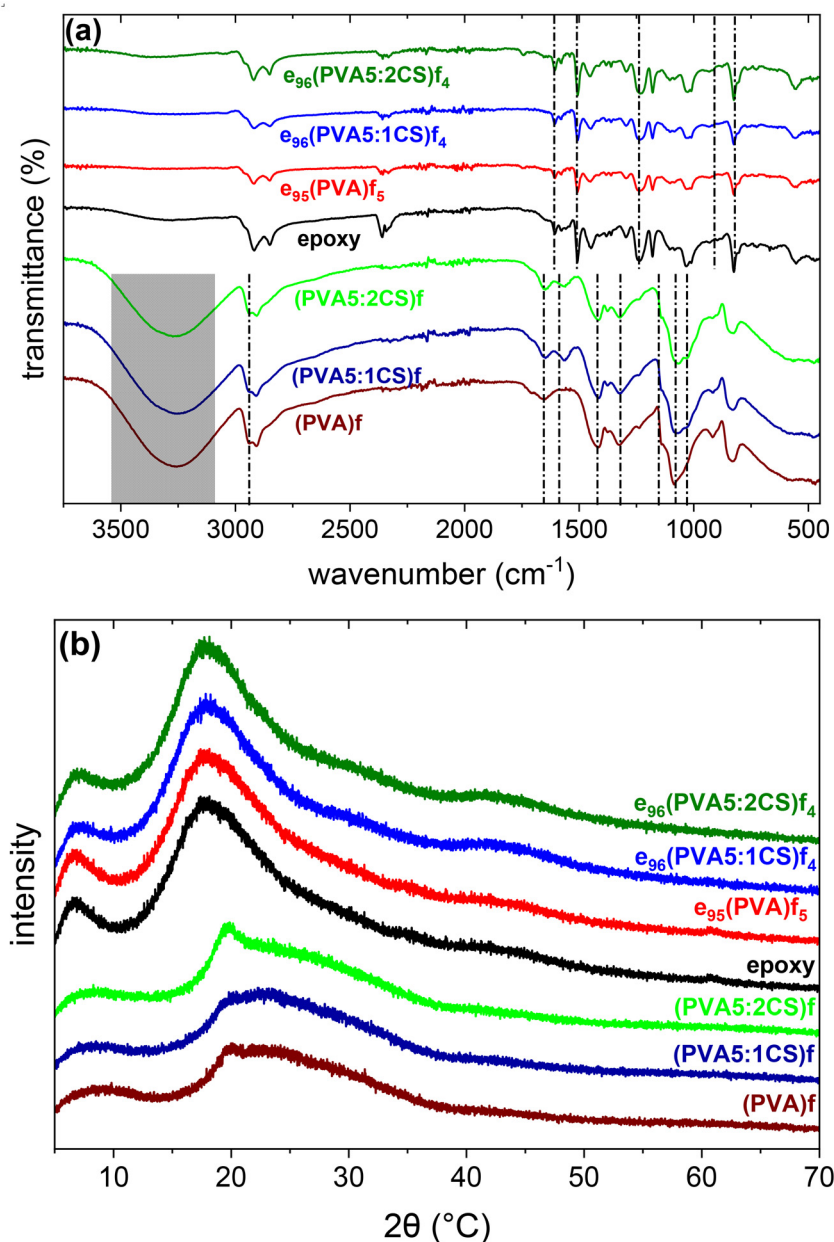 (a)
e₉₆(PVA5:2CS)f₄
e₉₆(PVA5:1CS)f₄
e₉₅(PVA)f₅
epoxy
(PVA5:2CS)f
(PVA5:1CS)f
(PVA)f
transmittance (%)
3500 3000 2500 2000 1500 1000 500
wavenumber (cm⁻¹)
(b)
e₉₆(PVA5:2CS)f₄
e₉₆(PVA5:1CS)f₄
e₉₅(PVA)f₅
epoxy
(PVA5:2CS)f
(PVA5:1CS)f
(PVA)f
intensity
10 20 30 40 50 60 70
2θ (°C)